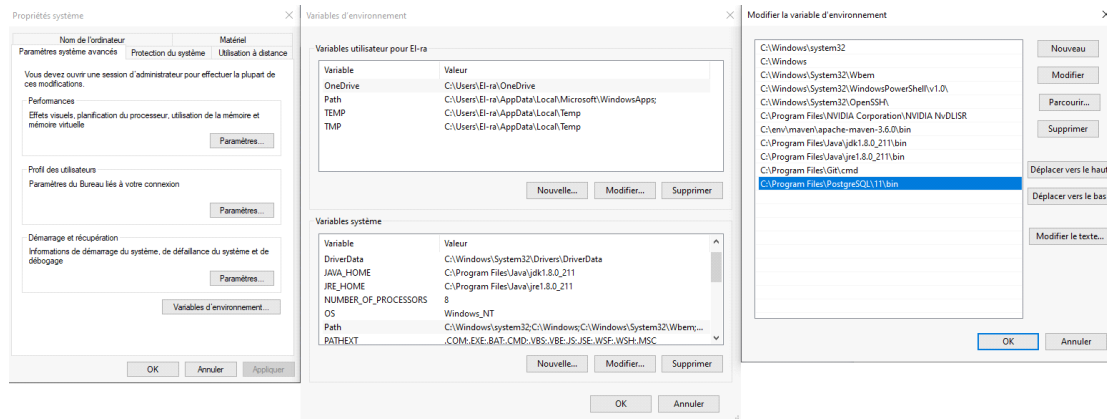 Propriétés système
Nom de l'ordinateur
Matériel
Paramètres système avancés
Protection du système
Utilisation à distance
Vous devez ouvrir une session d'administrateur pour effectuer la plupart de
ces modifications.
Performances
Effets visuels, planification du processeur, utilisation de la mémoire et
mémoire virtuelle
Paramètres...
Profil des utilisateurs
Paramètres du Bureau liés à votre connexion
Paramètres...
Démarrage et récupération
Informations de démarrage du système, de défaillance du système et de
débogage
Paramètres...
Variables d'environnement...
OK
Annuler
Appliquer
Variables d'environnement
Variables utilisateur pour El-ra
Variable Valeur
OneDrive C:\Users\El-ra\OneDrive
Path C:\Users\El-ra\AppData\Local\Microsoft\WindowsApps;
TEMP C:\Users\El-ra\AppData\Local\Temp
TMP C:\Users\El-ra\AppData\Local\Temp
Nouvelle...
Modifier...
Supprimer
Variables système
Variable Valeur
DriverData C:\Windows\System32\Drivers\DriverData
JAVA_HOME C:\Program Files\Java\jdk1.8.0_211
JRE_HOME C:\Program Files\Java\jre1.8.0_211
NUMBER_OF_PROCESSORS 8
OS Windows_NT
Path C:\Windows\system32;C:\Windows;C:\Windows\System32\Wbem;...
PATHEXT .COM;.EXE;.BAT;.CMD;.VBS;.VBE;.JS;.JSE;.WSF;.WSH;.MSC
Nouvelle...
Modifier...
Supprimer
OK
Annuler
Modifier la variable d'environnement
C:\Windows\system32
C:\Windows
C:\Windows\System32\Wbem
C:\Windows\System32\WindowsPowerShell\v1.0\
C:\Windows\System32\OpenSSH\
C:\Program Files\NVIDIA Corporation\NVIDIA NvDLISR
C:\env\maven\apache-maven-3.6.0\bin
C:\Program Files\Java\jdk1.8.0_211\bin
C:\Program Files\Java\jre1.8.0_211\bin
C:\Program Files\Git\cmd
C:\Program Files\PostgreSQL\11\bin
Nouveau
Modifier
Parcourir...
Supprimer
Déplacer vers le haut
Déplacer vers le bas
Modifier le texte...
OK
Annuler